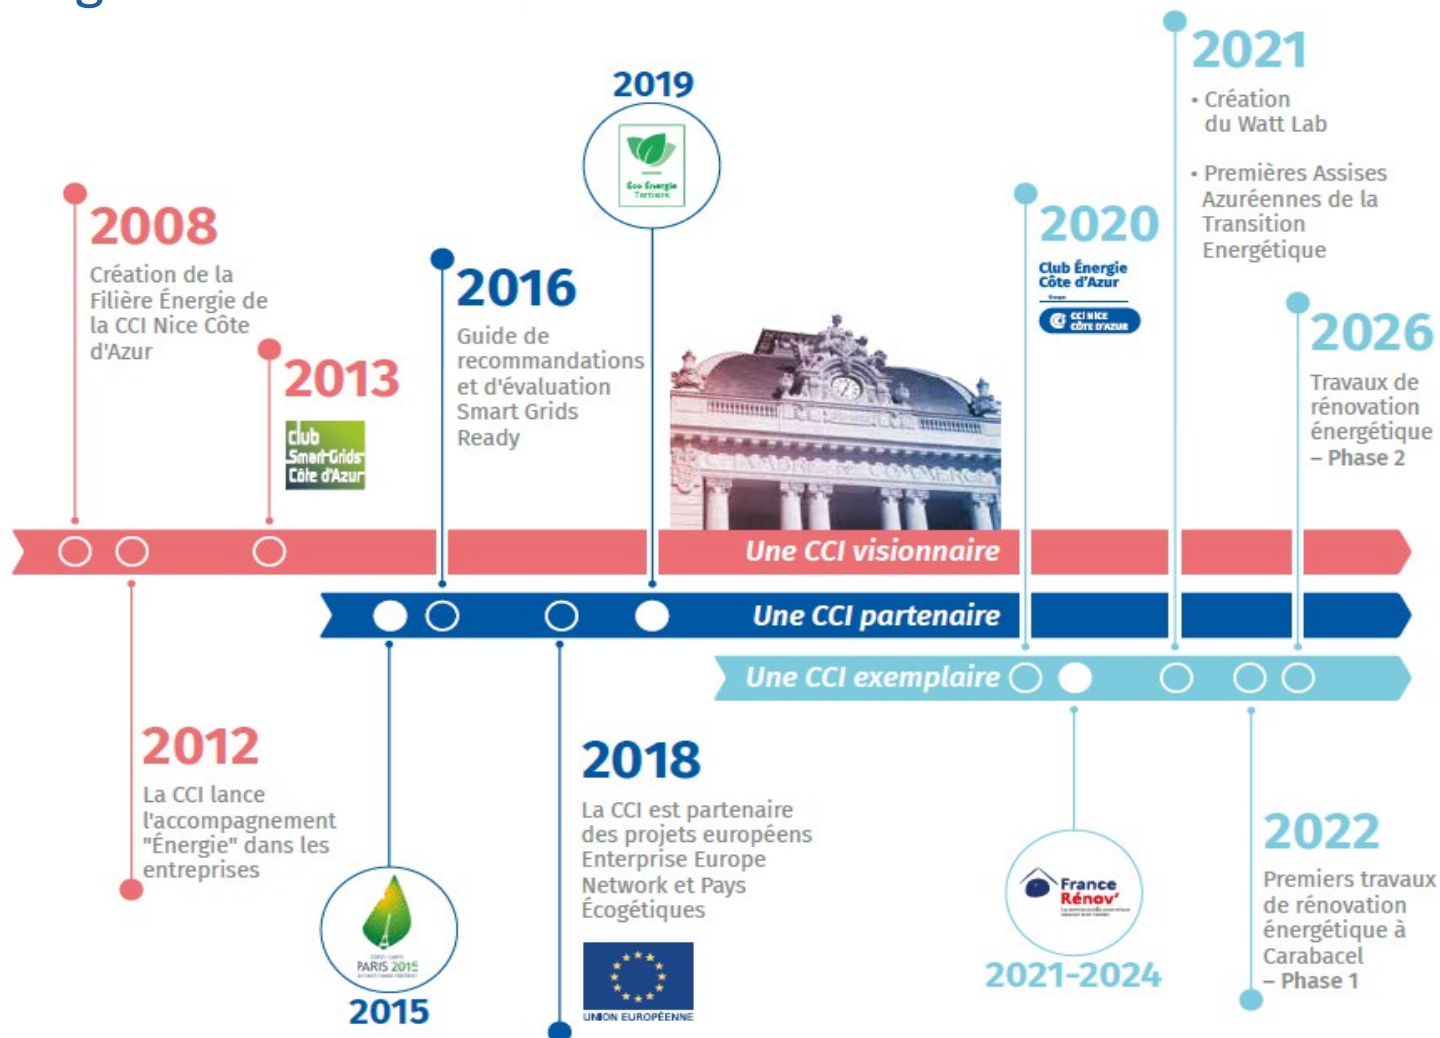 2008
Création de la
Filière Énergie de
la CCI Nice Côte
d'Azur
2013
club
Smart Grids
Côte d'Azur
2016
Guide de
recommandations
et d'évaluation
Smart Grids
Ready
2019
Éco Énergie
Tertiaire
2020
Club Énergie
Côte d'Azur
CCI NICE
CÔTE D'AZUR
2021
• Création
du Watt Lab
• Premières Assises
Azuréennes de la
Transition
Energétique
2026
Travaux de
rénovation
énergétique
– Phase 2
Une CCI visionnaire
Une CCI partenaire
Une CCI exemplaire
2012
La CCI lance
l'accompagnement
"Énergie" dans les
entreprises
PARIS 2015
2015
2018
La CCI est partenaire
des projets européens
Enterprise Europe
Network et Pays
Écogétiques
UNION EUROPÉENNE
France
Rénov'
2021-2024
2022
Premiers travaux
de rénovation
énergétique à
Carabacel
– Phase 1